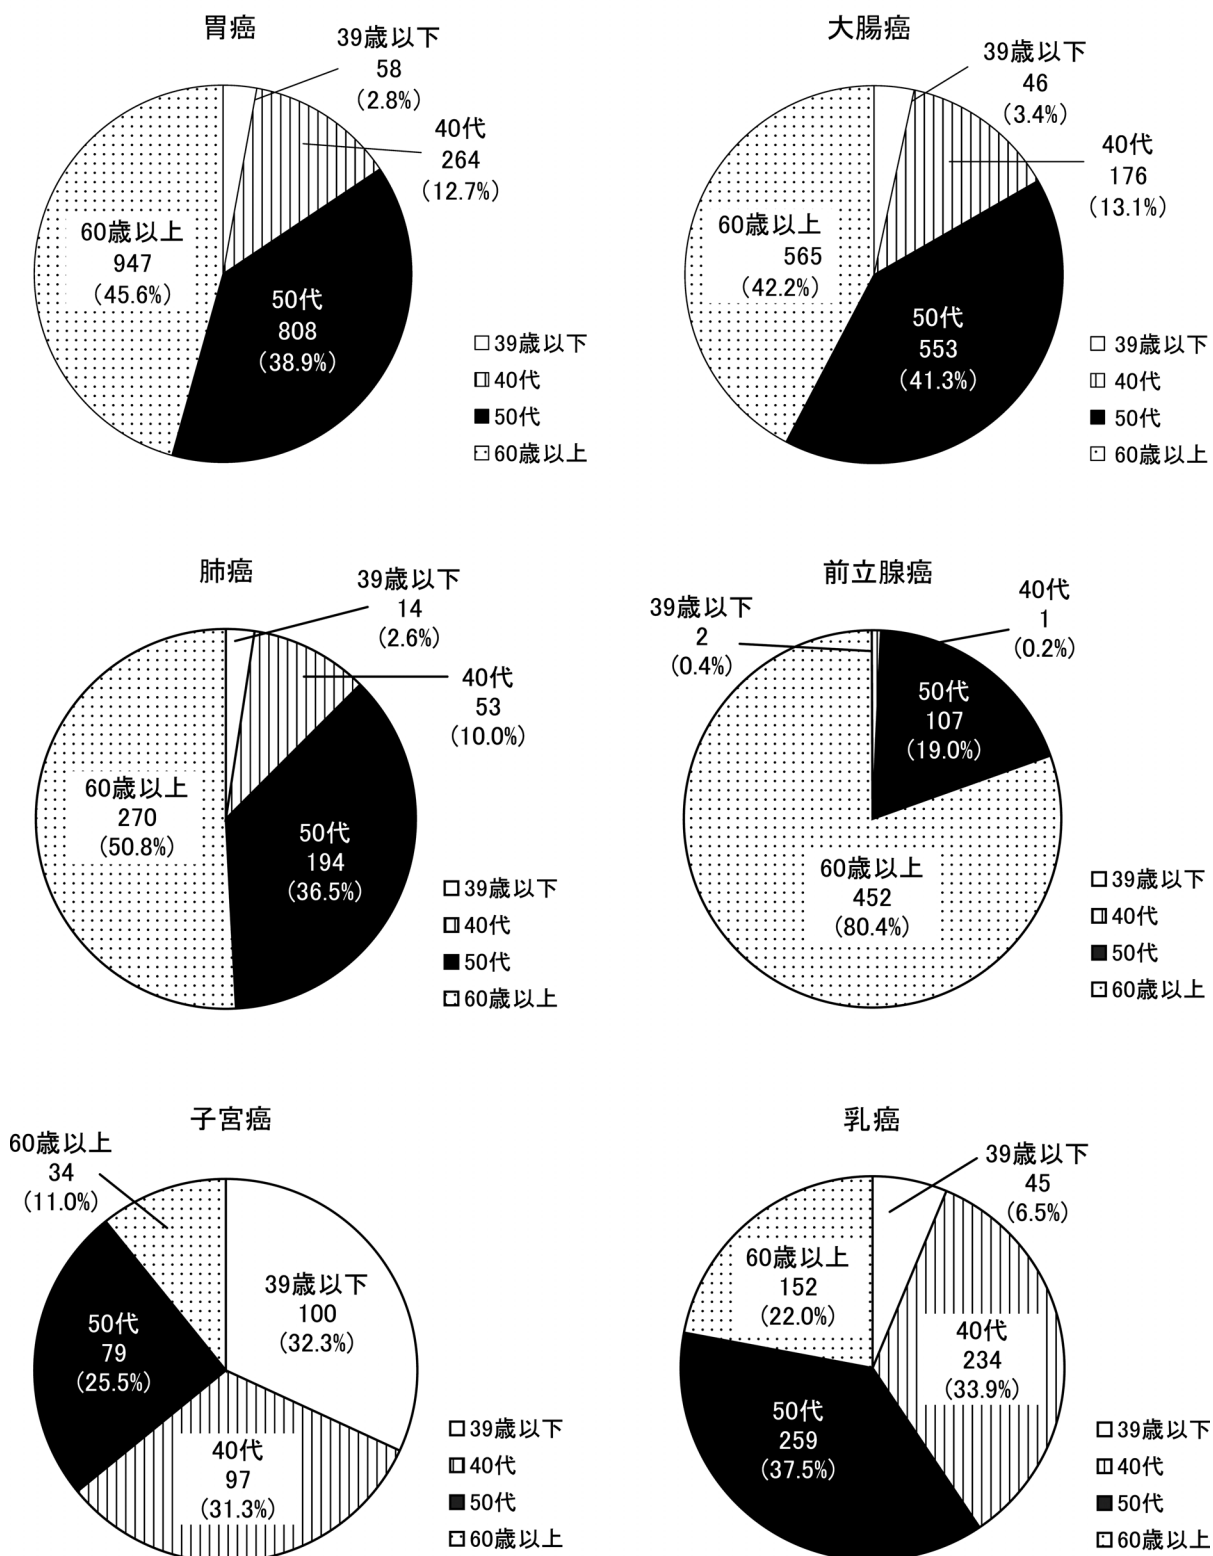 胃癌
39歳以下
58
(2.8%)
40代
264
(12.7%)
60歳以上
947
(45.6%)
50代
808
(38.9%)
39歳以下
40代
50代
60歳以上
大腸癌
39歳以下
46
(3.4%)
40代
176
(13.1%)
60歳以上
565
(42.2%)
50代
553
(41.3%)
39歳以下
40代
50代
60歳以上
肺癌
39歳以下
14
(2.6%)
40代
53
(10.0%)
60歳以上
270
(50.8%)
50代
194
(36.5%)
39歳以下
40代
50代
60歳以上
前立腺癌
39歳以下
2
(0.4%)
40代
1
(0.2%)
50代
107
(19.0%)
60歳以上
452
(80.4%)
39歳以下
40代
50代
60歳以上
子宮癌
60歳以上
34
(11.0%)
39歳以下
100
(32.3%)
50代
79
(25.5%)
40代
97
(31.3%)
39歳以下
40代
50代
60歳以上
乳癌
39歳以下
45
(6.5%)
60歳以上
152
(22.0%)
40代
234
(33.9%)
50代
259
(37.5%)
39歳以下
40代
50代
60歳以上